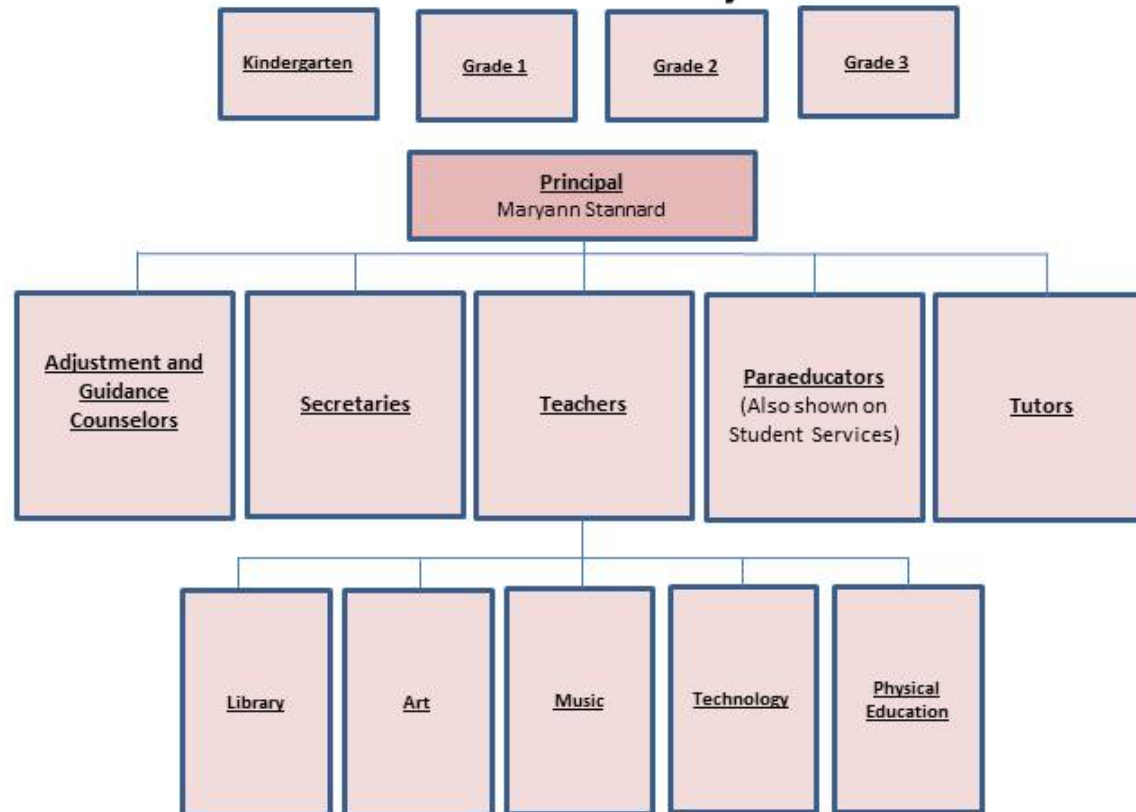 Kindergarten
Grade 1
Grade 2
Grade 3
Principal
Maryann Stannard
Adjustment and
Guidance
Counselors
Secretaries
Teachers
Paraeducators
(Also shown on
Student Services)
Tutors
Library
Art
Music
Technology
Physical
Education